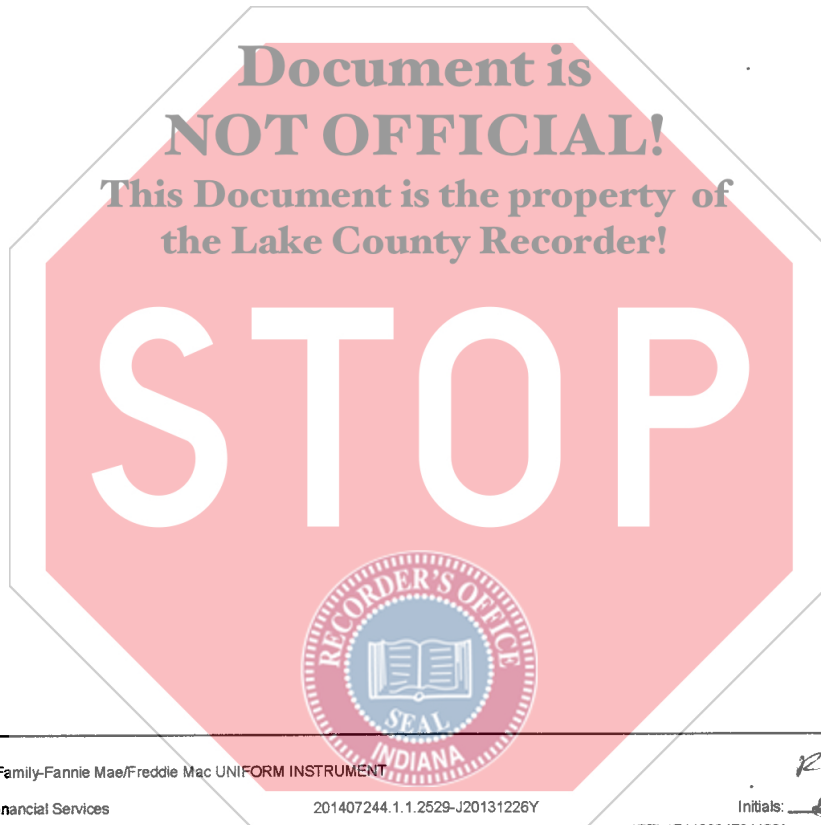 Document is
NOT OFFICIAL!
This Document is the property of
the Lake County Recorder!
STOP
RECORDER'S OFFICE
SEAL
INDIANA
Family-Fannie Mae/Freddie Mac UNIFORM INSTRUMENT
nancial Services
201407244.1.1.2529-J20131226Y
Initials: